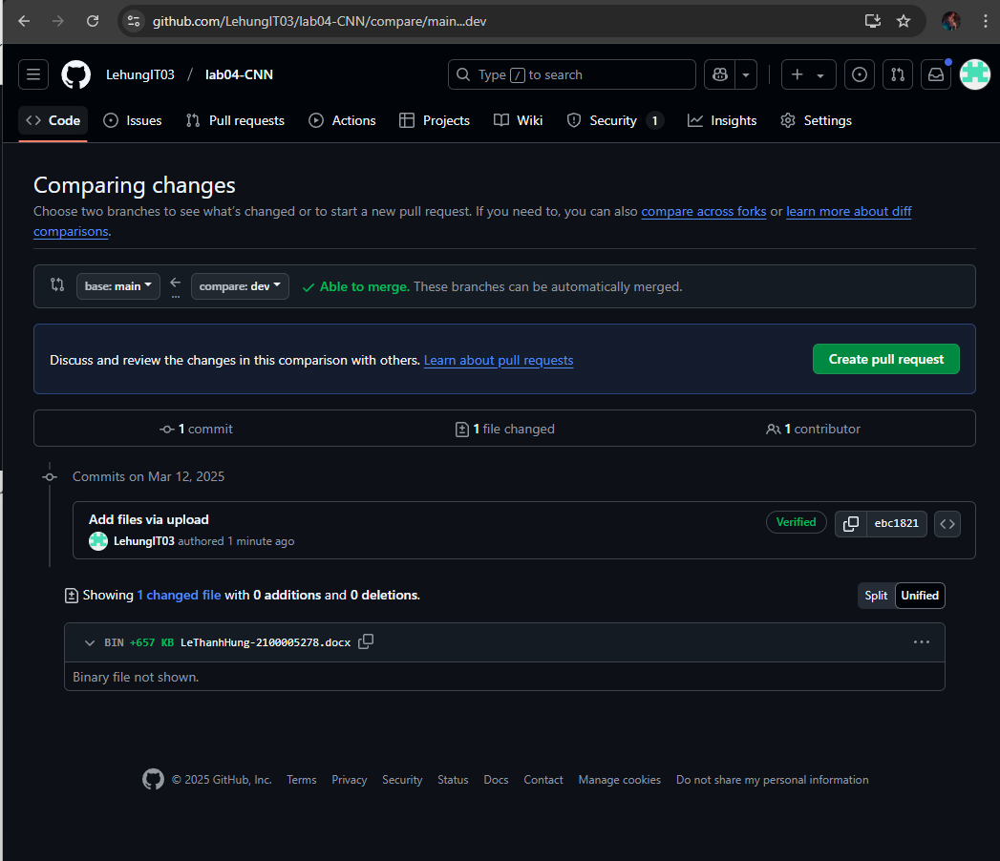 github.com/LehungIT03/lab04-CNN/compare/main...dev
LehungIT03 / lab04-CNN
Type / to search
Code Issues Pull requests Actions Projects Wiki Security 1 Insights Settings
Comparing changes
Choose two branches to see what's changed or to start a new pull request. If you need to, you can also compare across forks or learn more about diff
comparisons.
base: main ... compare: dev Able to merge. These branches can be automatically merged.
Discuss and review the changes in this comparison with others. Learn about pull requests
Create pull request
1 commit 1 file changed 1 contributor
Commits on Mar 12, 2025
Add files via upload
LehungIT03 authored 1 minute ago
Verified ebc1821
Showing 1 changed file with 0 additions and 0 deletions.
Split Unified
BIN +657 KB LeThanhHung-2100005278.docx
Binary file not shown.
© 2025 GitHub, Inc. Terms Privacy Security Status Docs Contact Manage cookies Do not share my personal information